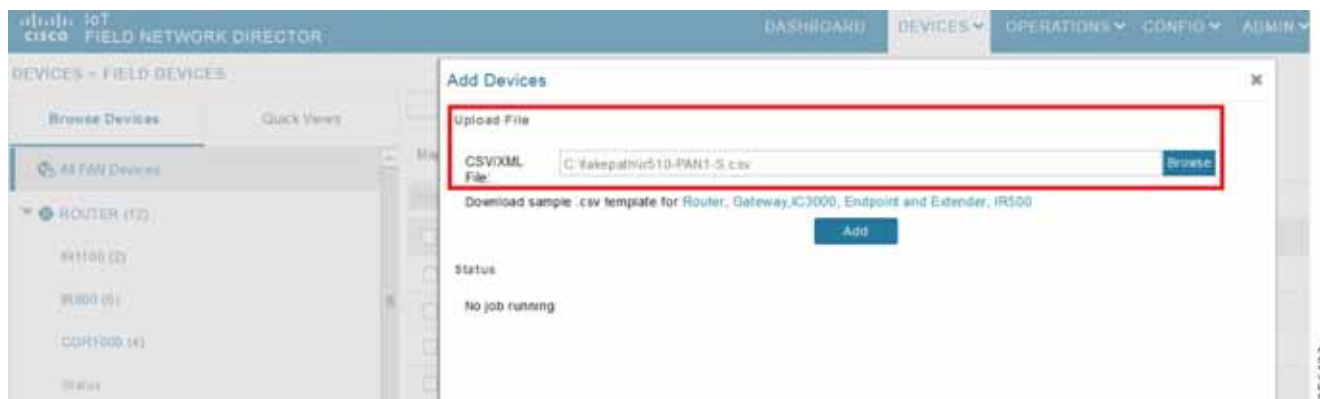 cisco IoT
FIELD NETWORK DIRECTOR
DASHBOARD
DEVICES
OPERATIONS
CONFIG
ADMIN
DEVICES > FIELD DEVICES
Browse Devices
Quick Views
All FAN Devices
ROUTER (12)
IR1100 (2)
IR800 (6)
CGR1000 (4)
Status
Add Devices
Upload File
CSV/XML
File:
C:\fakepath\ir510-PAN1-S.csv
Browse
Download sample .csv template for Router, Gateway,IC3000, Endpoint and Extender, IR500
Add
Status
No job running